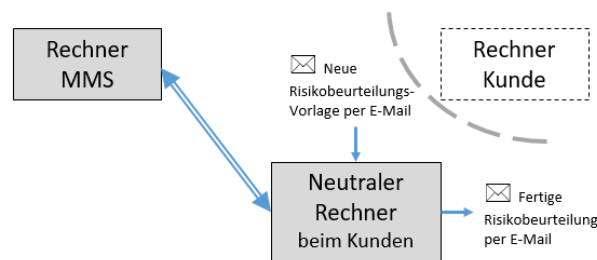 Rechner
MMS
Neue
Risikobeurteilungs-
Vorlage per E-Mail
Rechner
Kunde
Neutraler
Rechner
beim Kunden
Fertige
Risikobeurteilung
per E-Mail